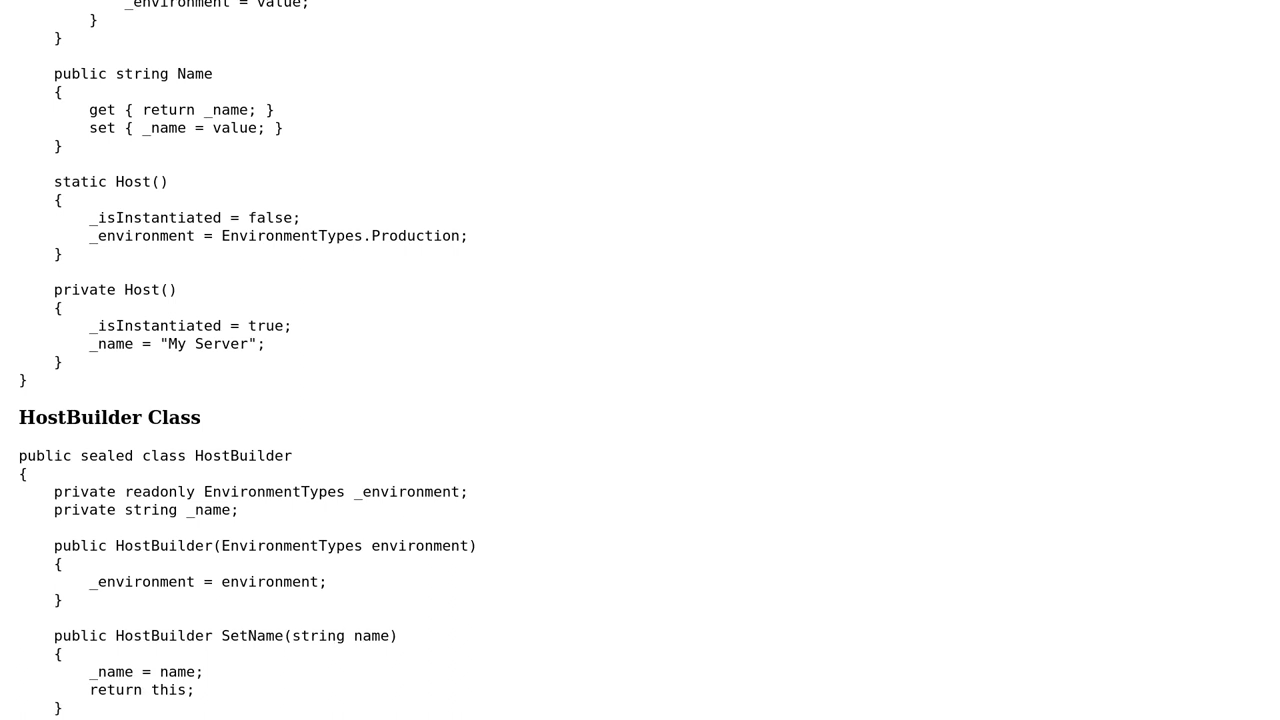 _environment = value;
        }
    }

    public string Name
    {
        get { return _name; }
        set { _name = value; }
    }

    static Host()
    {
        _isInstantiated = false;
        _environment = EnvironmentTypes.Production;
    }

    private Host()
    {
        _isInstantiated = true;
        _name = "My Server";
    }
}
HostBuilder Class
public sealed class HostBuilder
{
    private readonly EnvironmentTypes _environment;
    private string _name;

    public HostBuilder(EnvironmentTypes environment)
    {
        _environment = environment;
    }

    public HostBuilder SetName(string name)
    {
        _name = name;
        return this;
    }